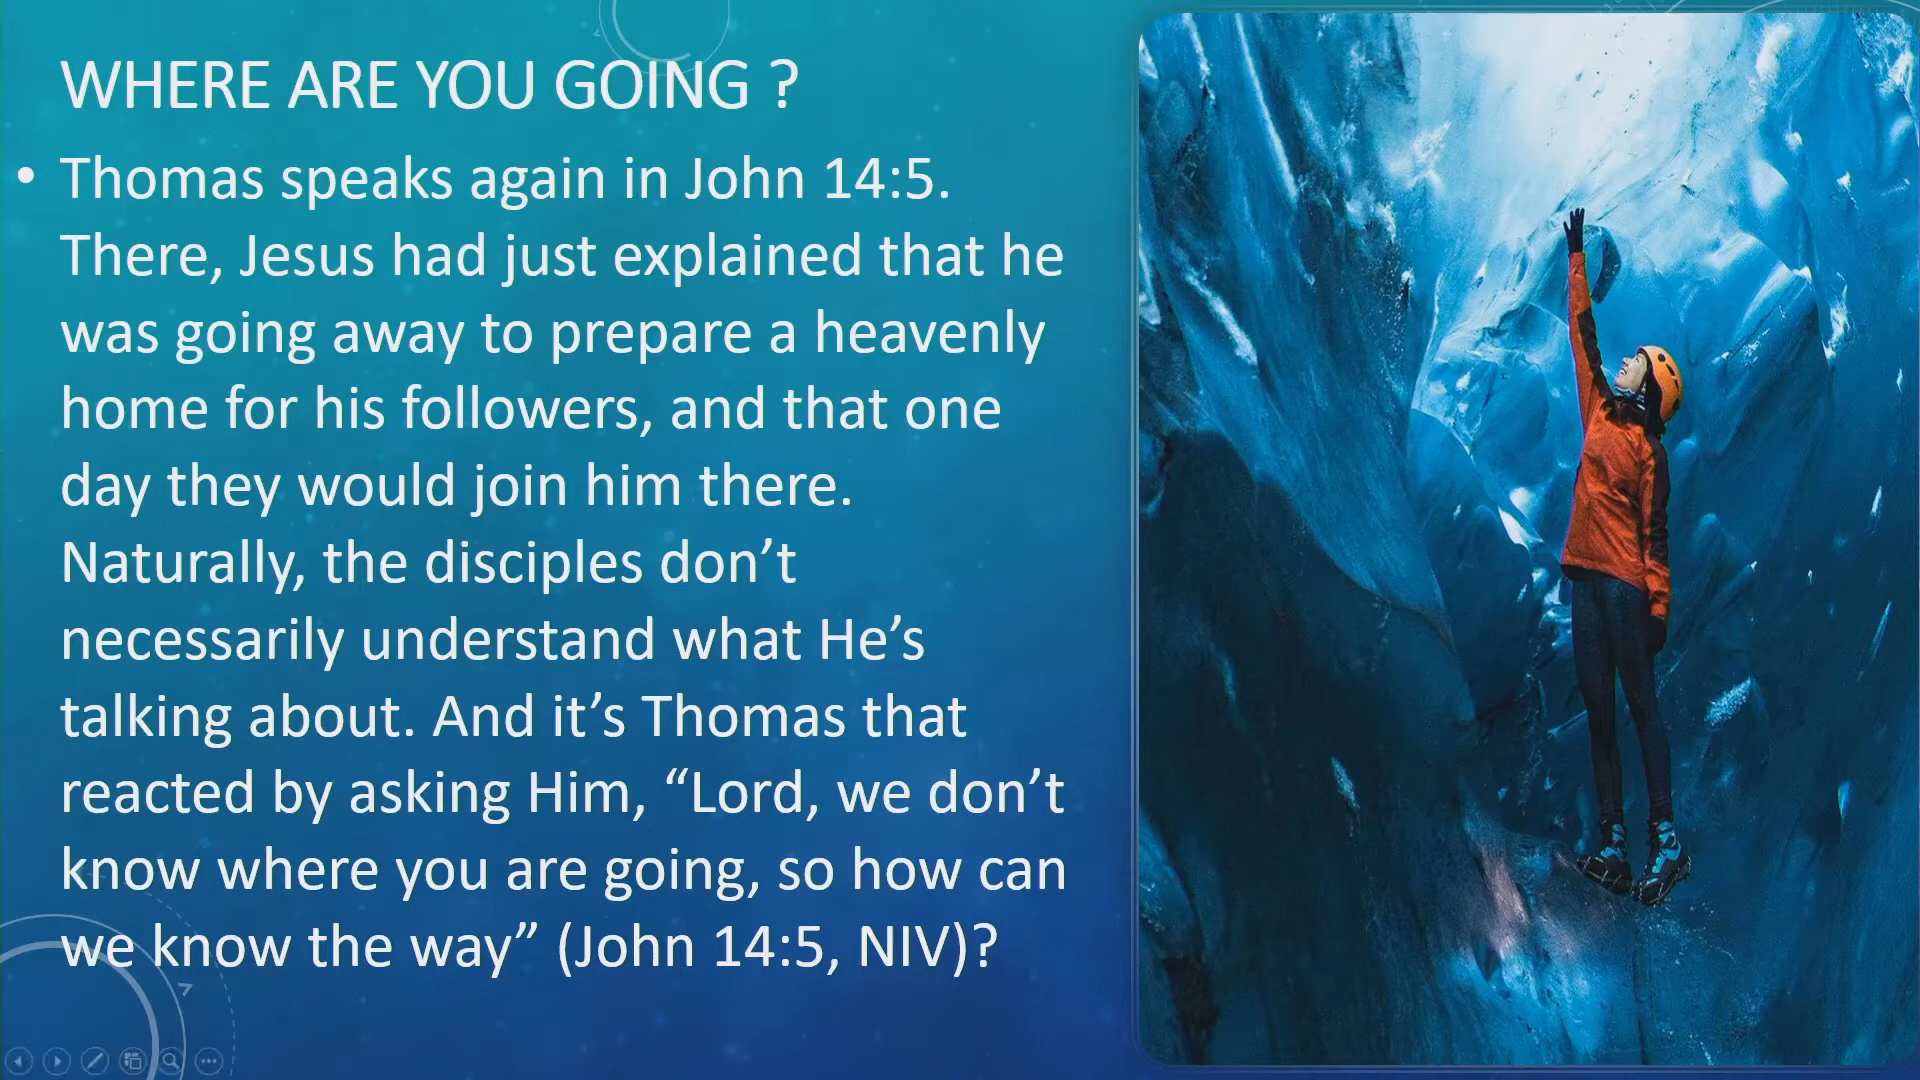 WHERE ARE YOU GOING ?
• Thomas speaks again in John 14:5.
There, Jesus had just explained that he
was going away to prepare a heavenly
home for his followers, and that one
day they would join him there.
Naturally, the disciples don’t
necessarily understand what He’s
talking about. And it’s Thomas that
reacted by asking Him, “Lord, we don’t
know where you are going, so how can
we know the way” (John 14:5, NIV)?